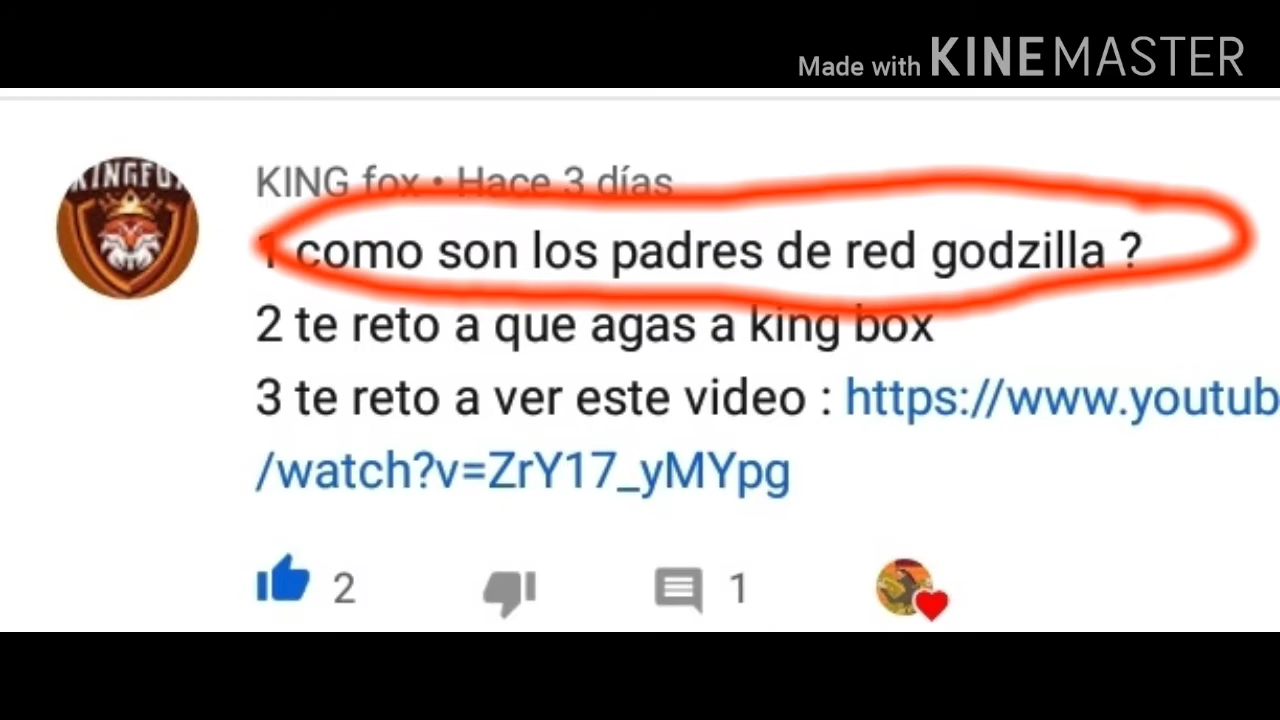 Made with KINEMASTER
KINGFOX
KING fox • Hace 3 días
1 como son los padres de red godzilla ?
2 te reto a que agas a king box
3 te reto a ver este video : https://www.youtub
/watch?v=ZrY17_yMYpg
2
1